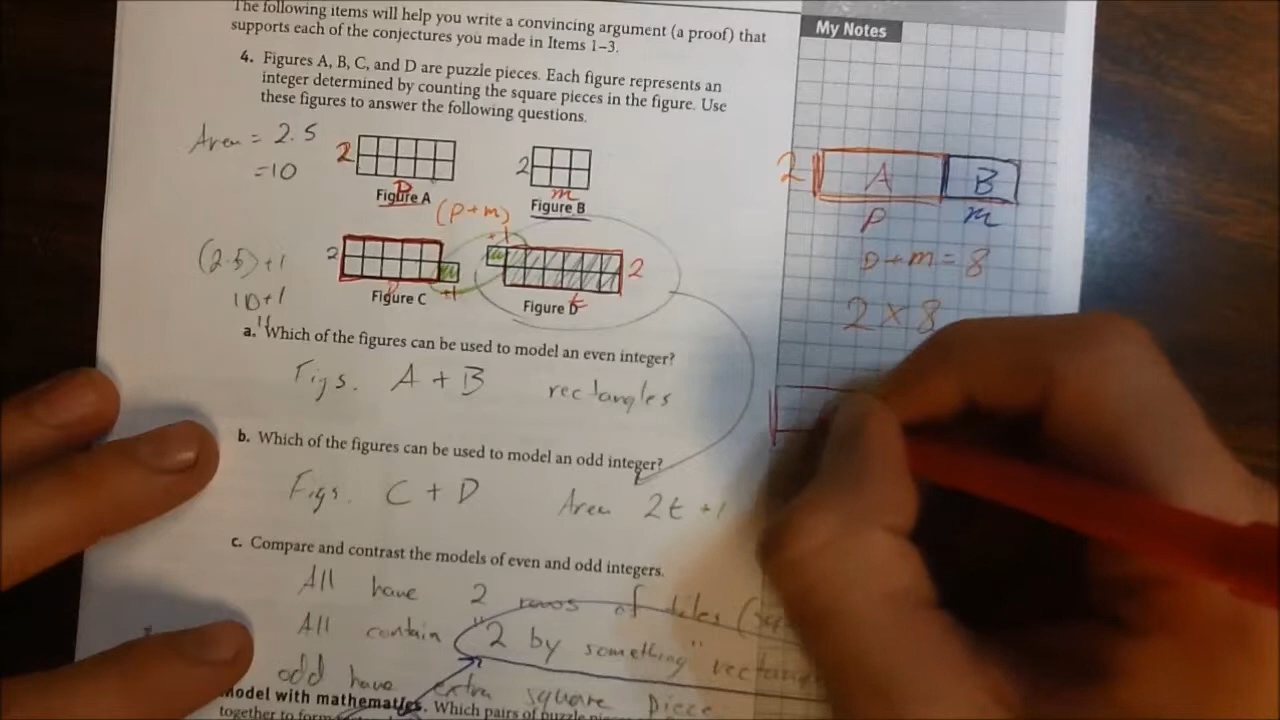 The following items will help you write a convincing argument (a proof) that
supports each of the conjectures you made in Items 1–3.
My Notes
4. Figures A, B, C, and D are puzzle pieces. Each figure represents an
integer determined by counting the square pieces in the figure. Use
these figures to answer the following questions.
Area = 2·5
=10
2
Figure A
P
2
m
Figure B
(p+m)
2 A B
p m
p+m=8
2 × 8
(2·5)+1
10+1
11
2
Figure C
+1
+1
2
Figure D
t
a. Which of the figures can be used to model an even integer?
Figs. A + B rectangles
b. Which of the figures can be used to model an odd integer?
Figs. C + D Area 2t +1
c. Compare and contrast the models of even and odd integers.
All have 2 rows of tiles
All contain "2 by something"
odd have extra square piece
Model with mathematics. Which pairs of
together to form